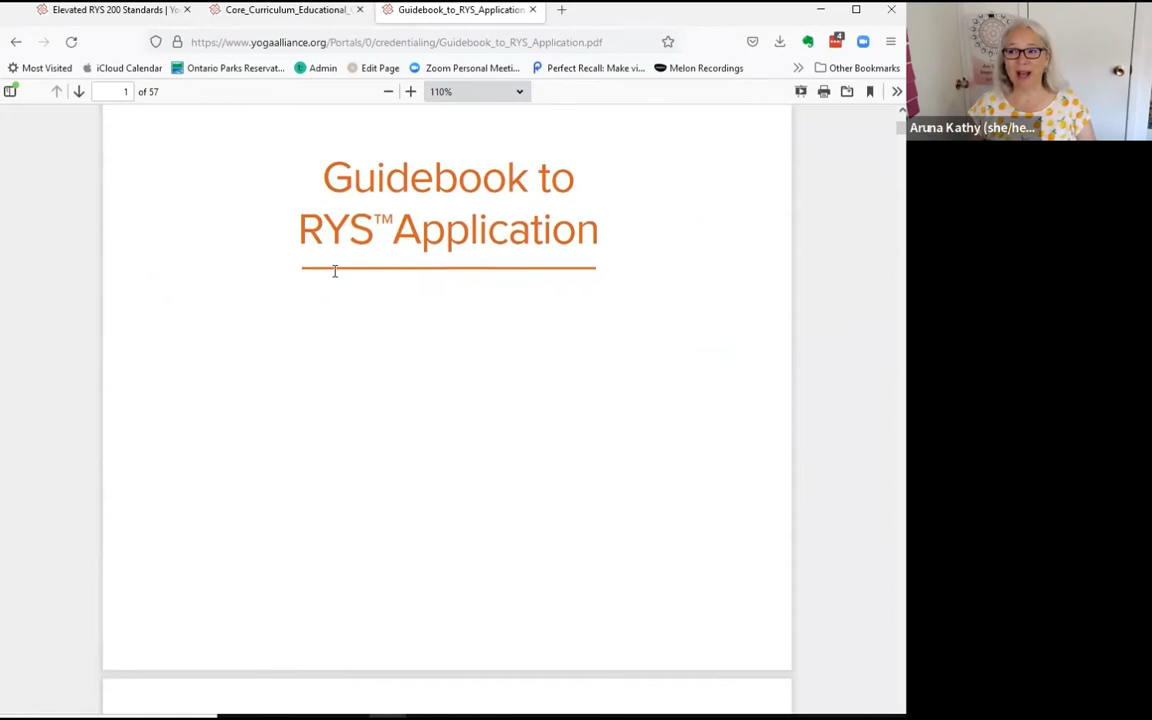 Elevated RYS 200 Standards | Yo
Core_Curriculum_Educational_
Guidebook_to_RYS_Application
https://www.yogaalliance.org/Portals/0/credentialing/Guidebook_to_RYS_Application.pdf
4
Most Visited
iCloud Calendar
Ontario Parks Reservat...
Admin
Edit Page
Zoom Personal Meeti...
Perfect Recall: Make vi...
Melon Recordings
Other Bookmarks
1 of 57
110%
Aruna Kathy (she/he...
Guidebook to
RYS™Application